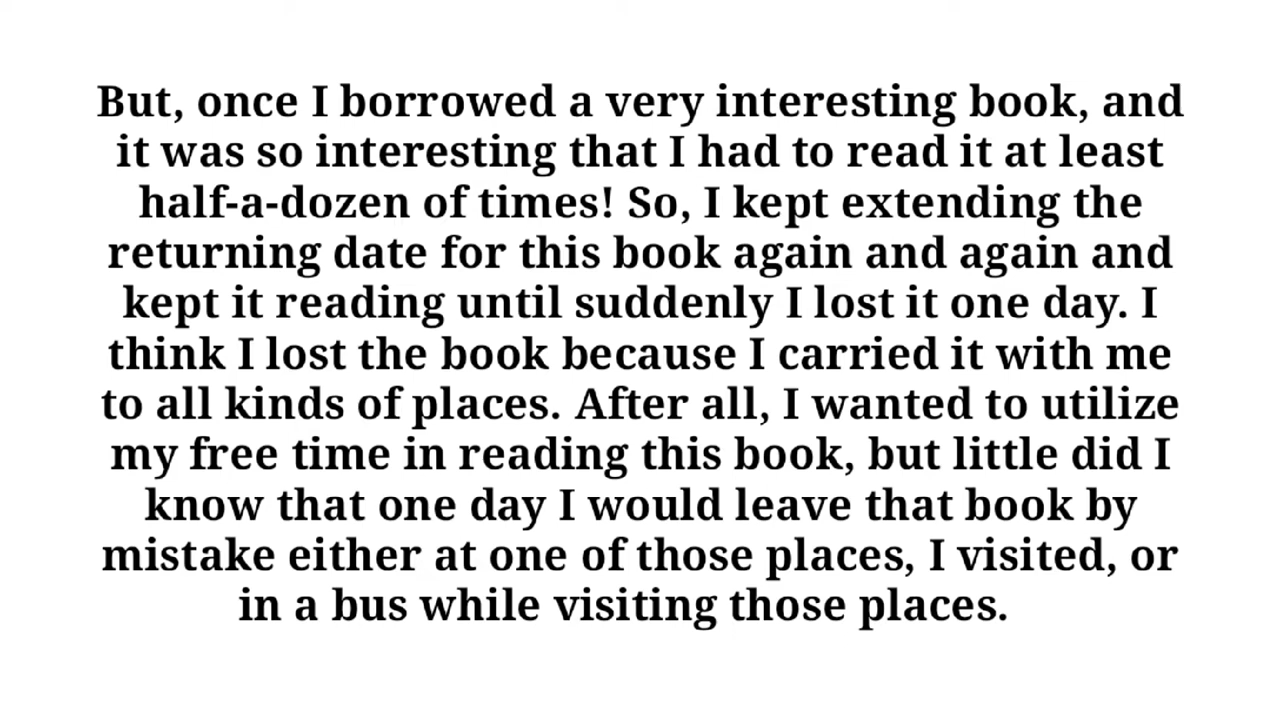 But, once I borrowed a very interesting book, and
it was so interesting that I had to read it at least
half-a-dozen of times! So, I kept extending the
returning date for this book again and again and
kept it reading until suddenly I lost it one day. I
think I lost the book because I carried it with me
to all kinds of places. After all, I wanted to utilize
my free time in reading this book, but little did I
know that one day I would leave that book by
mistake either at one of those places, I visited, or
in a bus while visiting those places.